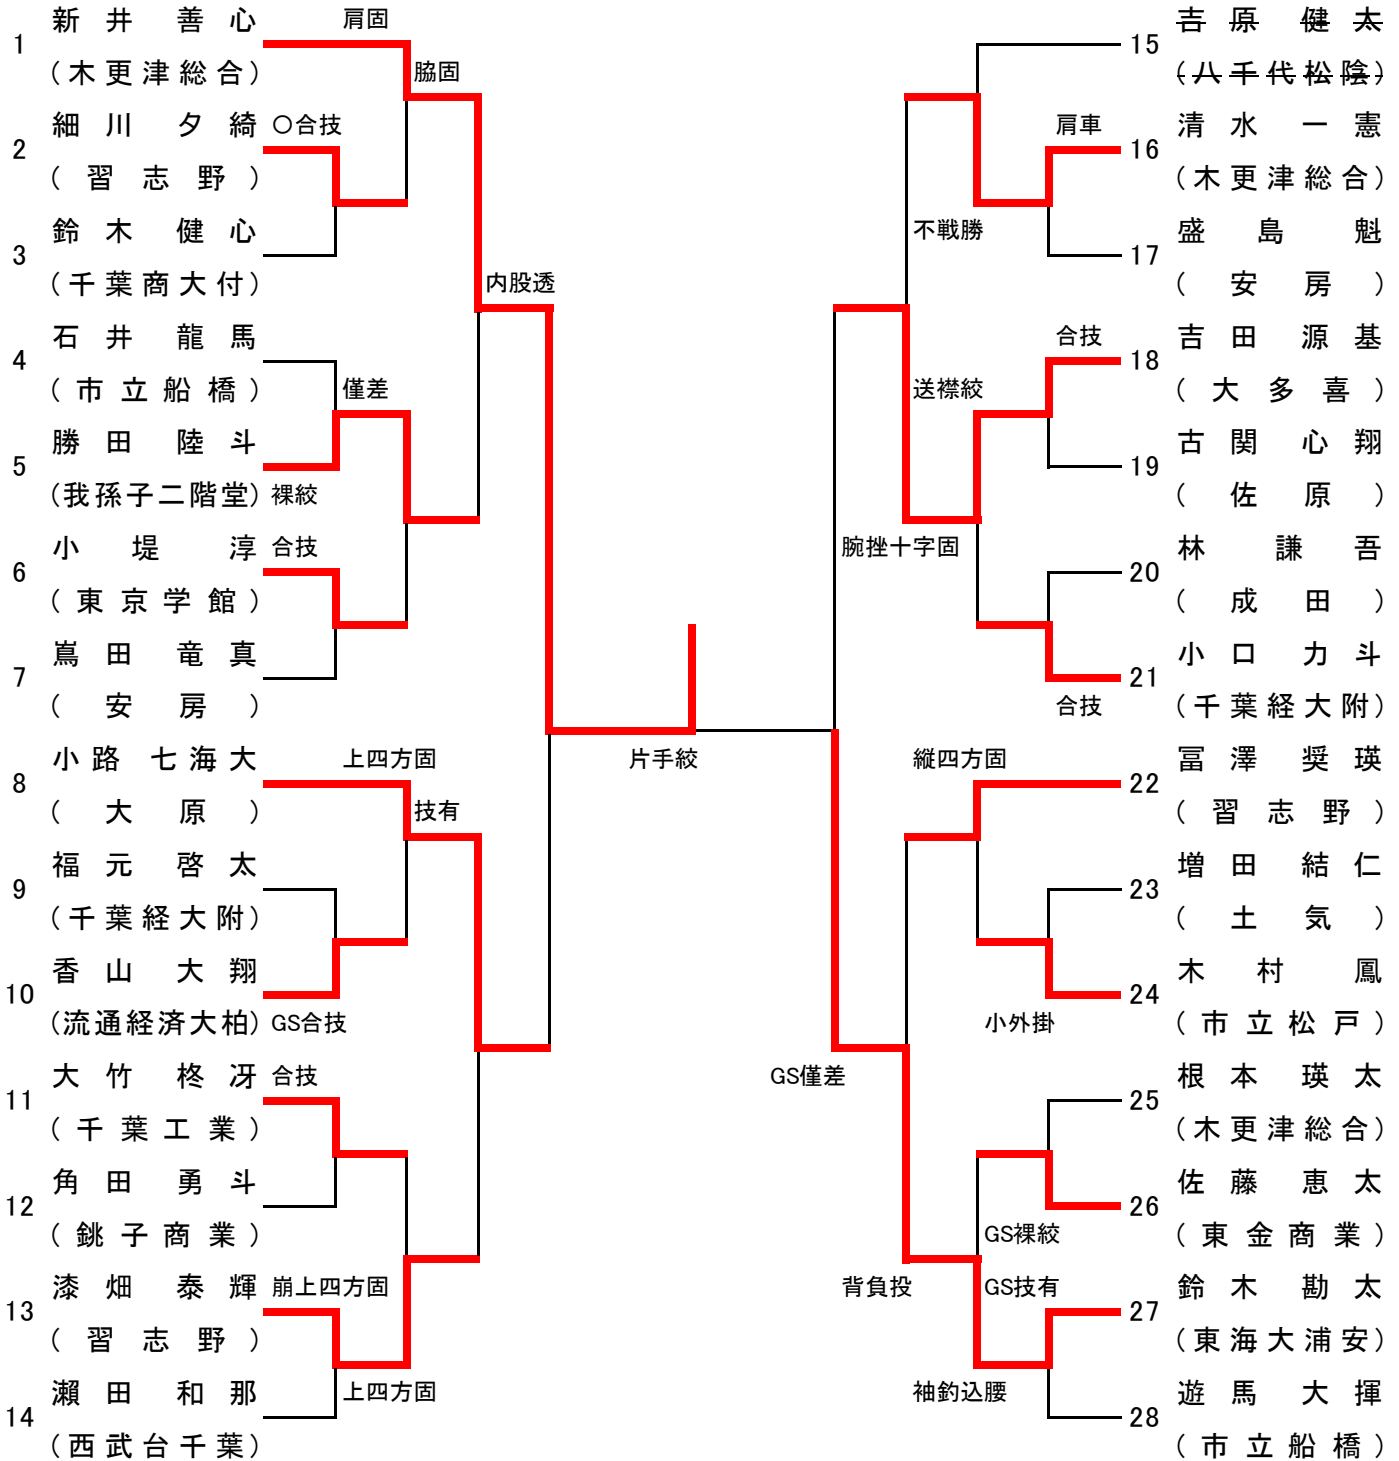 新井 善心 肩固
1
(木更津総合) 脇固
細川 夕綺 〇合技
2
(習志野)
鈴木 健心
3
(千葉商大付) 内股透
石井 龍馬
4
(市立船橋) 僅差
勝田 陸斗
5
(我孫子二階堂) 裸絞
小堤 淳 合技
6
(東京学館)
嶌田 竜真
7
(安房)
小路 七海大 上四方固
8
(大原) 技有
福元 啓太
9
(千葉経大附)
香山 大翔
10
(流通経済大柏) GS合技
大竹 柊冴 合技
11
(千葉工業)
角田 勇斗
12
(銚子商業)
漆畑 泰輝 崩上四方固
13
(習志野)
瀨田 和那 上四方固
14
(西武台千葉)
片手絞
吉原 健太
15
(八千代松陰)
肩車 清水 一憲
16
(木更津総合)
不戦勝 盛島 魁
17
(安房)
合技 吉田 源基
18
送襟絞 (大多喜)
古関 心翔
19
(佐原)
腕挫十字固 林 謙吾
20
(成田)
小口 力斗
21
合技 (千葉経大附)
縦四方固 冨澤 奨瑛
22
(習志野)
増田 結仁
23
(土気)
木村 鳳
24
小外掛 (市立松戸)
GS僅差 根本 瑛太
25
(木更津総合)
佐藤 恵太
26
GS裸絞 (東金商業)
背負投 GS技有 鈴木 勘太
27
(東海大浦安)
袖釣込腰 遊馬 大揮
28
(市立船橋)